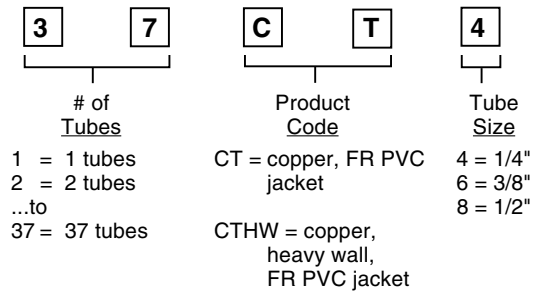 3 7 C T 4
# of Product Tube
Tubes Code Size
1 = 1 tubes CT = copper, FR PVC 4 = 1/4"
2 = 2 tubes jacket 6 = 3/8"
...to 8 = 1/2"
37 = 37 tubes CTHW = copper,
heavy wall,
FR PVC jacket